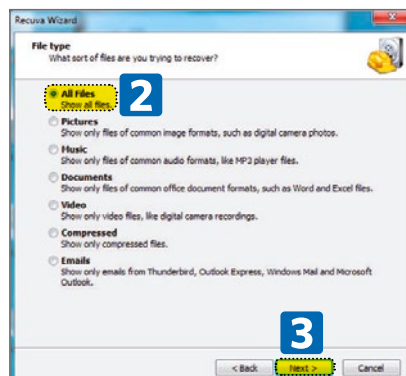 Recuva Wizard
File type
What sort of files are you trying to recover?
All Files
Show all files.
2
Pictures
Show only files of common image formats, such as digital camera photos.
Music
Show only files of common audio formats, like MP3 player files.
Documents
Show only files of common office document formats, such as Word and Excel files.
Video
Show only video files, like digital camera recordings.
Compressed
Show only compressed files.
Emails
Show only emails from Thunderbird, Outlook Express, Windows Mail and Microsoft
Outlook.
3
< Back
Next >
Cancel